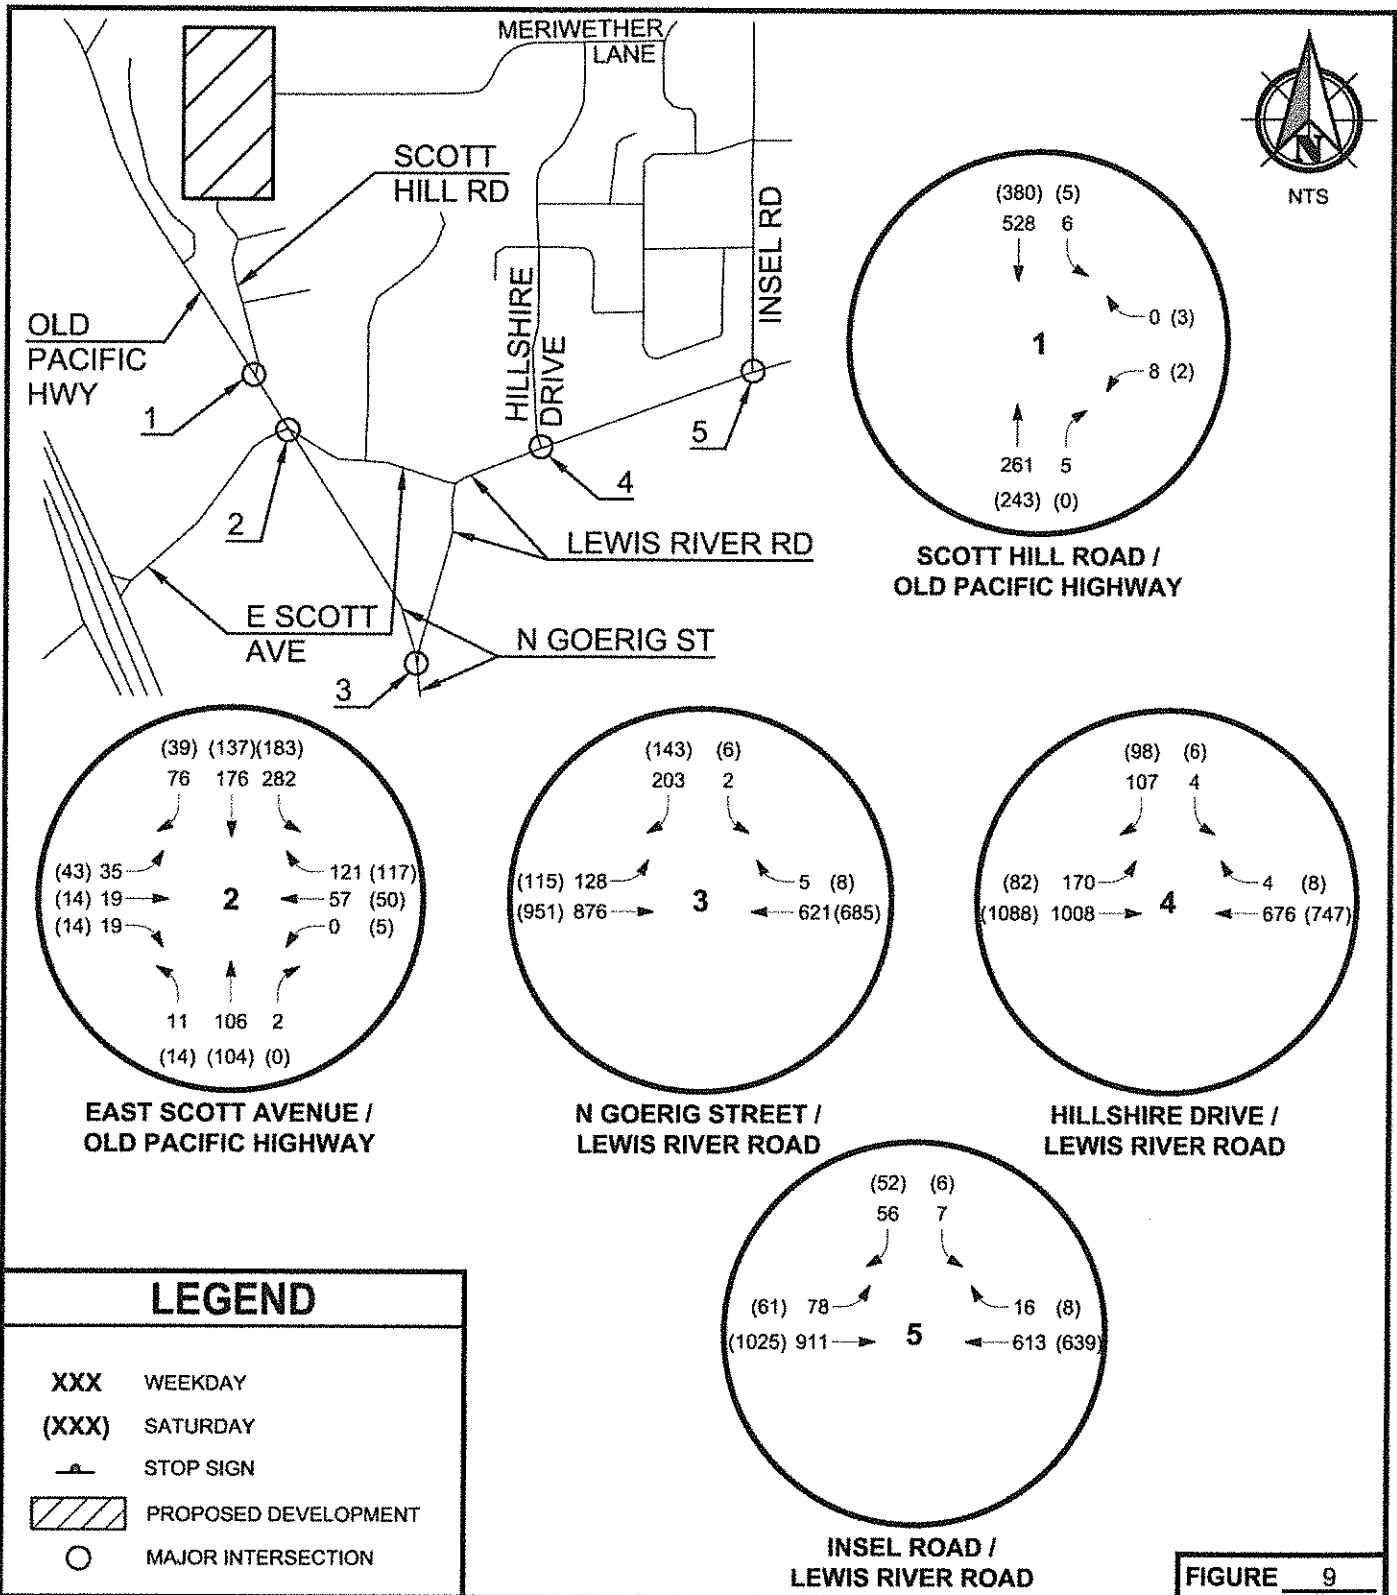 MERIWETHER
LANE
SCOTT
HILL RD
OLD
PACIFIC
HWY
HILLSHIRE
DRIVE
INSEL RD
1
2
3
4
5
LEWIS RIVER RD
E SCOTT
AVE
N GOERIG ST
N
NTS
(380) (5)
528 6
0 (3)
1
8 (2)
261 5
(243) (0)
SCOTT HILL ROAD /
OLD PACIFIC HIGHWAY
(39) (137) (183)
76 176 282
(43) 35 121 (117)
(14) 19 2 57 (50)
(14) 19 0 (5)
11 106 2
(14) (104) (0)
EAST SCOTT AVENUE /
OLD PACIFIC HIGHWAY
(143) (6)
203 2
(115) 128 5 (8)
(951) 876 3 621 (685)
N GOERIG STREET /
LEWIS RIVER ROAD
(98) (6)
107 4
(82) 170 4 (8)
(1088) 1008 4 676 (747)
HILLSHIRE DRIVE /
LEWIS RIVER ROAD
(52) (6)
56 7
(61) 78 16 (8)
(1025) 911 5 613 (639)
INSEL ROAD /
LEWIS RIVER ROAD
LEGEND
XXX WEEKDAY
(XXX) SATURDAY
STOP SIGN
PROPOSED DEVELOPMENT
MAJOR INTERSECTION
FIGURE 9